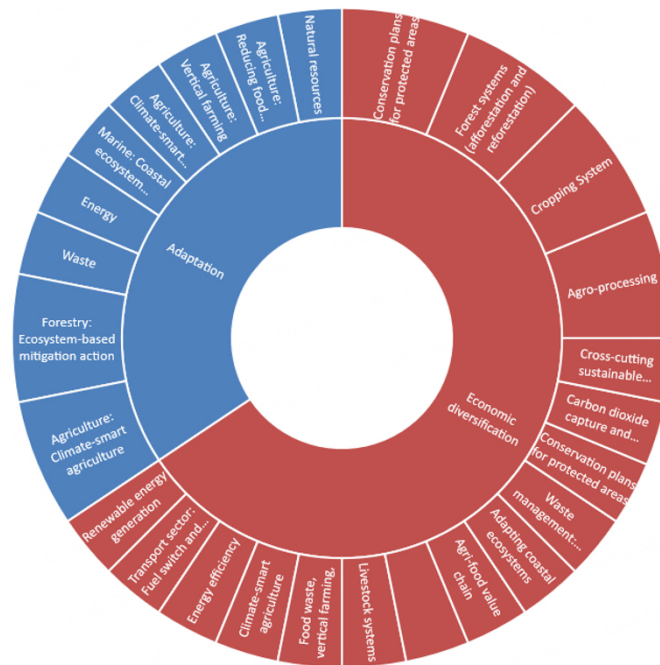 Natural resources
Agriculture:
Reducing food...
Agriculture:
Vertical farming
Agriculture:
Climate-smart...
Marine: Coastal
ecosystem...
Energy
Waste
Forestry:
Ecosystem-based
mitigation action
Agriculture:
Climate-smart
agriculture
Adaptation
Conservation plans
for protected areas
Forest systems
(afforestation and
reforestation)
Cropping System
Agro-processing
Cross-cutting
sustainable...
Carbon dioxide
capture and...
Conservation plans
for protected areas
Waste
management:...
Adapting coastal
ecosystems
Agri-food value
chain
Livestock systems
Food waste,
vertical farming,
Climate-smart
agriculture
Energy efficiency
Transport sector:
Fuel switch and...
Renewable energy
generation
Economic
diversification